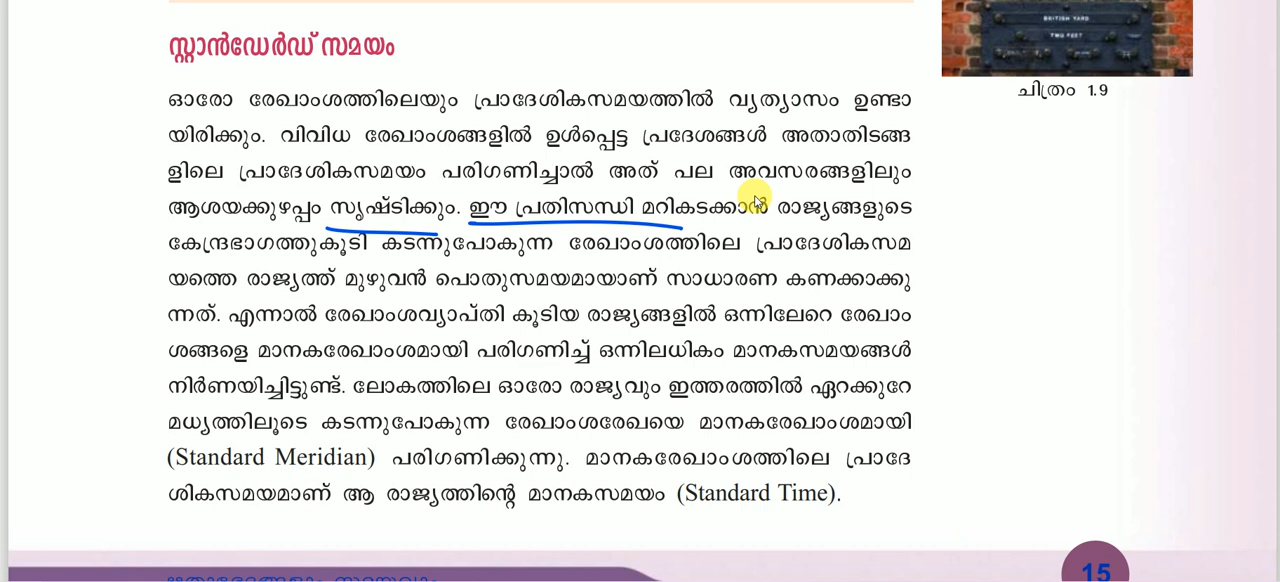 BRITISH YARD
TWO FEET
ചിത്രം 1.9
സ്റ്റാൻഡേർഡ് സമയം
ഓരോ രേഖാംശത്തിലെയും പ്രാദേശികസമയത്തിൽ വ്യത്യാസം ഉണ്ടാ
യിരിക്കും. വിവിധ രേഖാംശങ്ങളിൽ ഉൾപ്പെട്ട പ്രദേശങ്ങൾ അതാതിടങ്ങ
ളിലെ പ്രാദേശികസമയം പരിഗണിച്ചാൽ അത് പല അവസരങ്ങളിലും
ആശയക്കുഴപ്പം സൃഷ്ടിക്കും. ഈ പ്രതിസന്ധി മറികടക്കാൻ രാജ്യങ്ങളുടെ
കേന്ദ്രഭാഗത്തുകൂടി കടന്നുപോകുന്ന രേഖാംശത്തിലെ പ്രാദേശികസമ
യത്തെ രാജ്യത്ത് മുഴുവൻ പൊതുസമയമായാണ് സാധാരണ കണക്കാക്കു
ന്നത്. എന്നാൽ രേഖാംശവ്യാപ്തി കൂടിയ രാജ്യങ്ങളിൽ ഒന്നിലേറെ രേഖാം
ശങ്ങളെ മാനകരേഖാംശമായി പരിഗണിച്ച് ഒന്നിലധികം മാനകസമയങ്ങൾ
നിർണയിച്ചിട്ടുണ്ട്. ലോകത്തിലെ ഓരോ രാജ്യവും ഇത്തരത്തിൽ ഏറക്കുറേ
മധ്യത്തിലൂടെ കടന്നുപോകുന്ന രേഖാംശരേഖയെ മാനകരേഖാംശമായി
(Standard Meridian) പരിഗണിക്കുന്നു. മാനകരേഖാംശത്തിലെ പ്രാദേ
ശികസമയമാണ് ആ രാജ്യത്തിന്റെ മാനകസമയം (Standard Time).
15